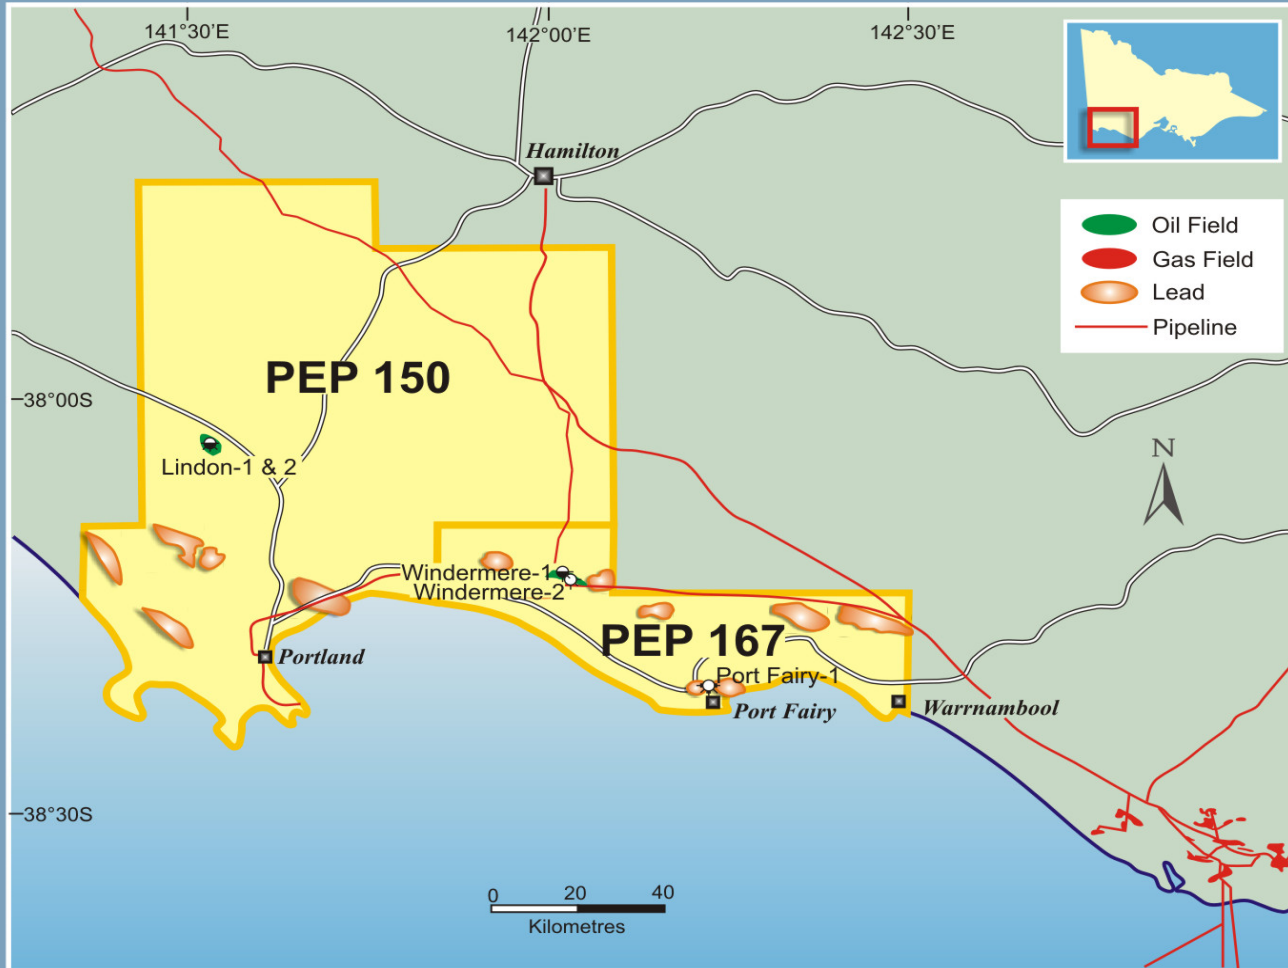 141°30'E
142°00'E
142°30'E
Hamilton
Oil Field
Gas Field
Lead
Pipeline
PEP 150
38°00S
N
Lindon-1 & 2
Windermere-1
Windermere-2
PEP 167
Portland
Port Fairy-1
Port Fairy
Warrnambool
38°30S
0 20 40
Kilometres